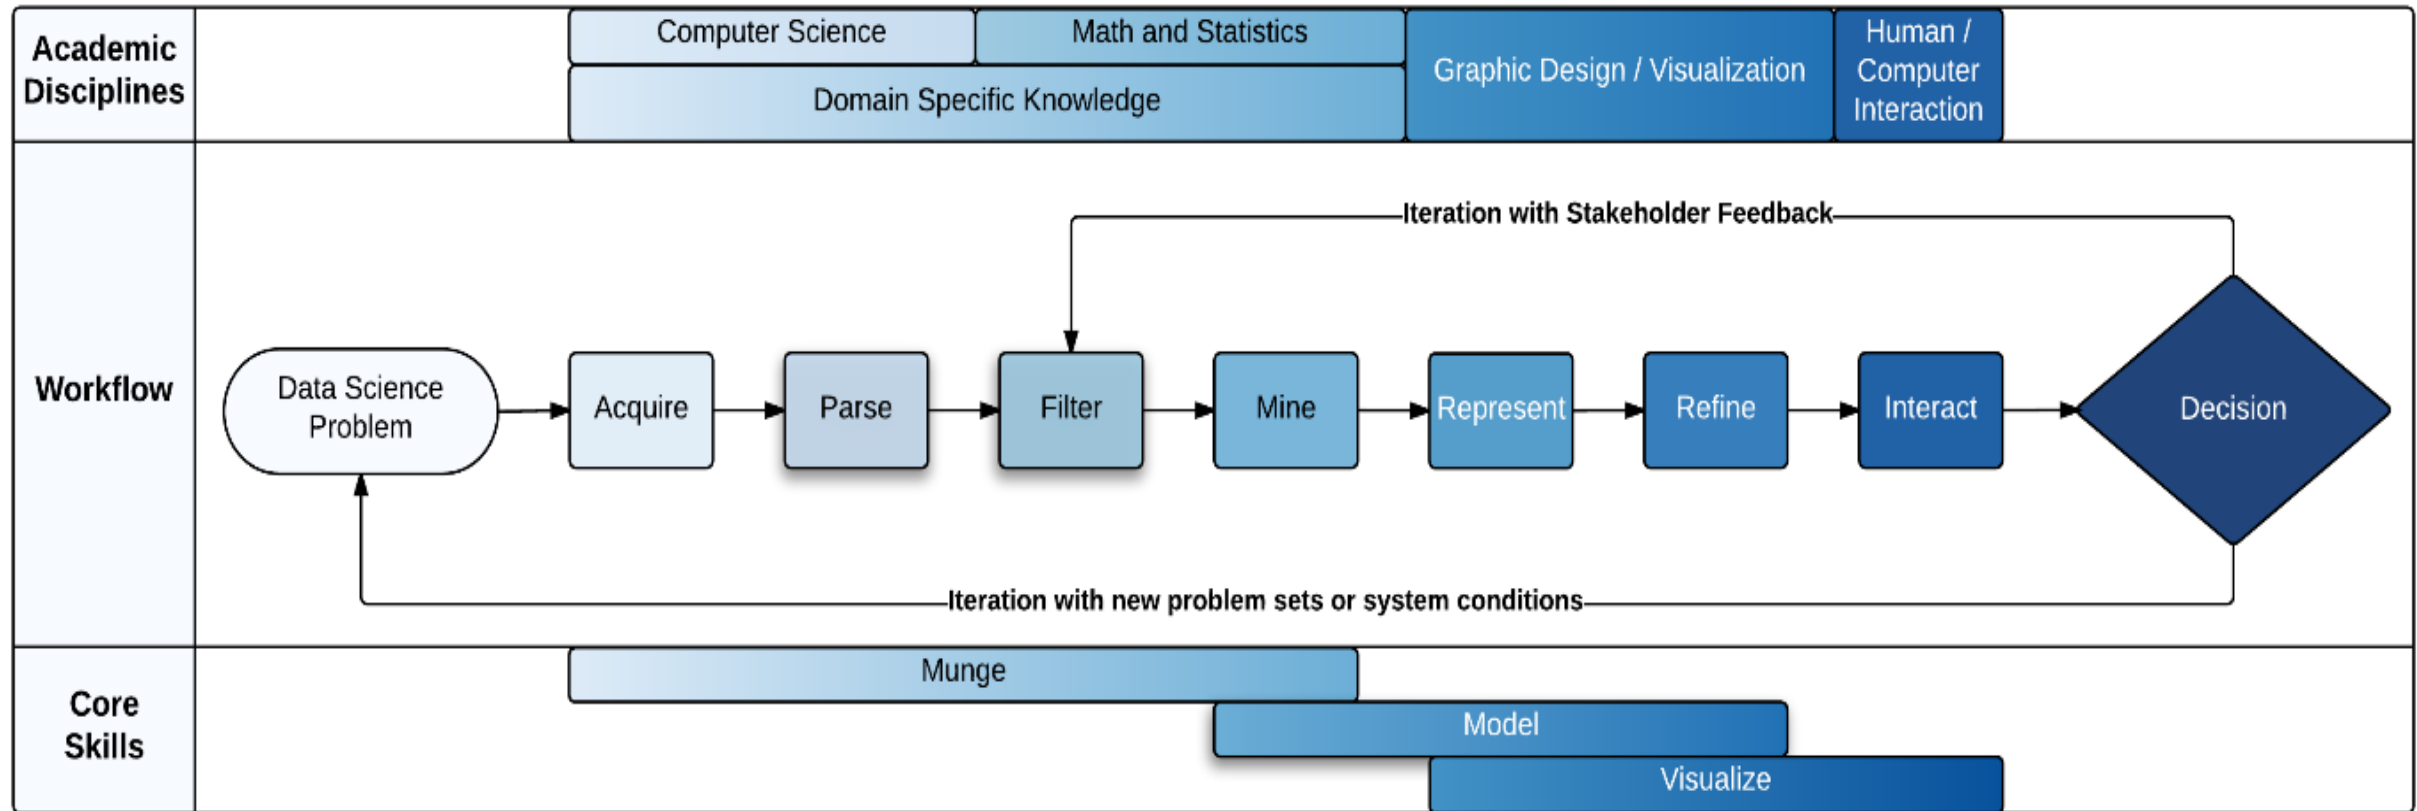 Academic
Disciplines
Computer Science
Math and Statistics
Domain Specific Knowledge
Graphic Design / Visualization
Human /
Computer
Interaction
Workflow
Iteration with Stakeholder Feedback
Data Science
Problem
Acquire
Parse
Filter
Mine
Represent
Refine
Interact
Decision
Iteration with new problem sets or system conditions
Core
Skills
Munge
Model
Visualize